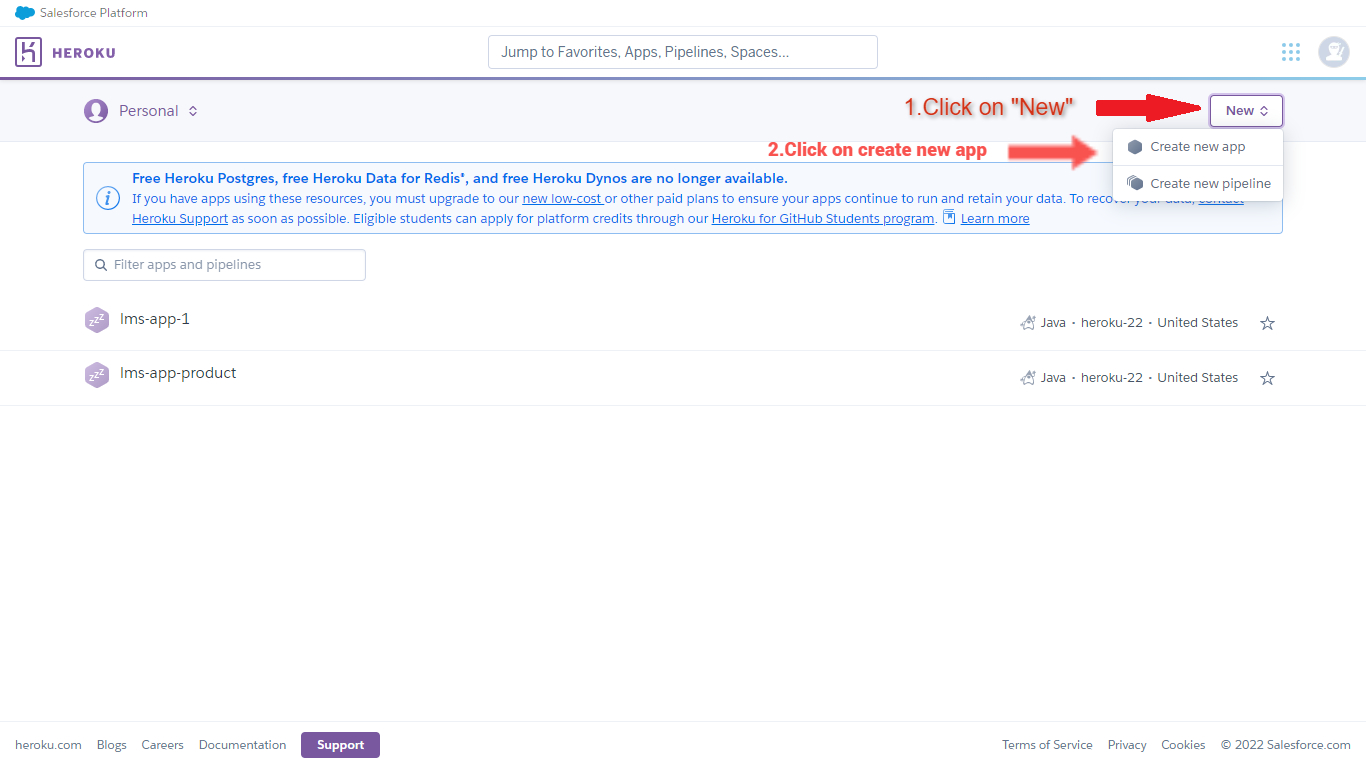 Salesforce Platform
HEROKU
Jump to Favorites, Apps, Pipelines, Spaces...
Personal
1.Click on "New"
New
2.Click on create new app
Create new app
Create new pipeline
Free Heroku Postgres, free Heroku Data for Redis*, and free Heroku Dynos are no longer available.
If you have apps using these resources, you must upgrade to our new low-cost or other paid plans to ensure your apps continue to run and retain your data. To recover your data, contact
Heroku Support as soon as possible. Eligible students can apply for platform credits through our Heroku for GitHub Students program. Learn more
Filter apps and pipelines
lms-app-1
Java · heroku-22 · United States
lms-app-product
Java · heroku-22 · United States
heroku.com Blogs Careers Documentation Support Terms of Service Privacy Cookies © 2022 Salesforce.com